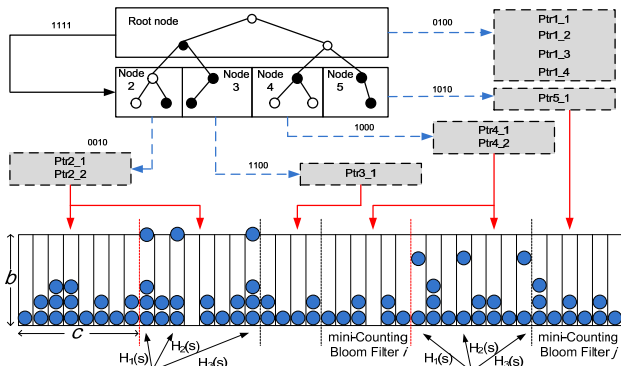 Root node
1111
0100
Ptr1_1
Ptr1_2
Ptr1_3
Ptr1_4
Node 2
Node 3
Node 4
Node 5
1010
Ptr5_1
0010
1100
1000
Ptr4_1
Ptr4_2
Ptr2_1
Ptr2_2
Ptr3_1
b
c
mini-Counting
Bloom Filter i
mini-Counting
Bloom Filter j
H1(s)
H2(s)
H3(s)
H1(s)
H2(s)
H3(s)